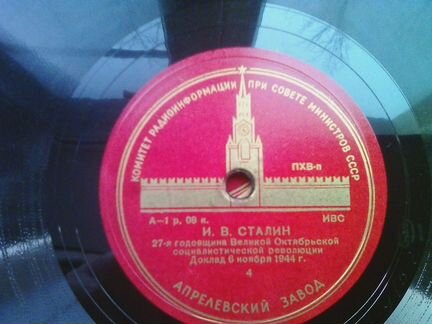 КОМИТЕТ РАДИОИНФОРМАЦИИ ПРИ СОВЕТЕ МИНИСТРОВ СССР
ПХВ-п
А-1 р. 09 к.
ИВС
И. В. СТАЛИН
27-я годовщина Великой Октябрьской
социалистической революции
Доклад 6 ноября 1944 г.
4
АПРЕЛЕВСКИЙ ЗАВОД